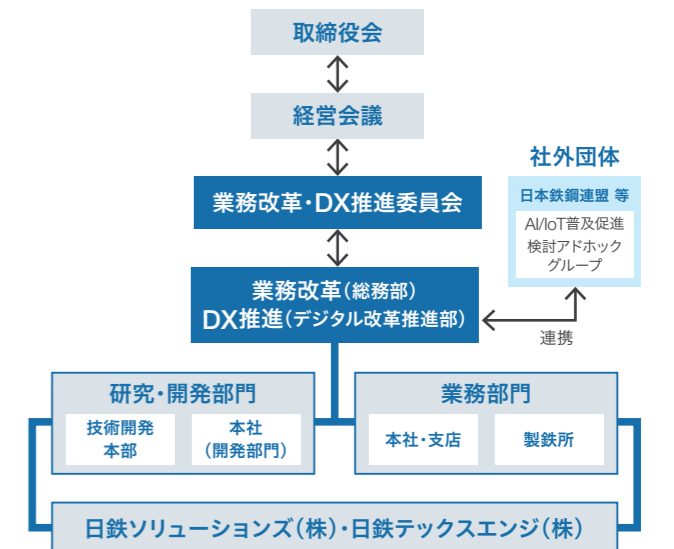 取締役会
経営会議
業務改革・DX推進委員会
社外団体
日本鉄鋼連盟 等
AI/IoT普及促進
検討アドホック
グループ
業務改革(総務部)
DX推進(デジタル改革推進部)
連携
研究・開発部門
技術開発
本部
本社
(開発部門)
業務部門
本社・支店
製鉄所
日鉄ソリューションズ(株)・日鉄テックスエンジ(株)